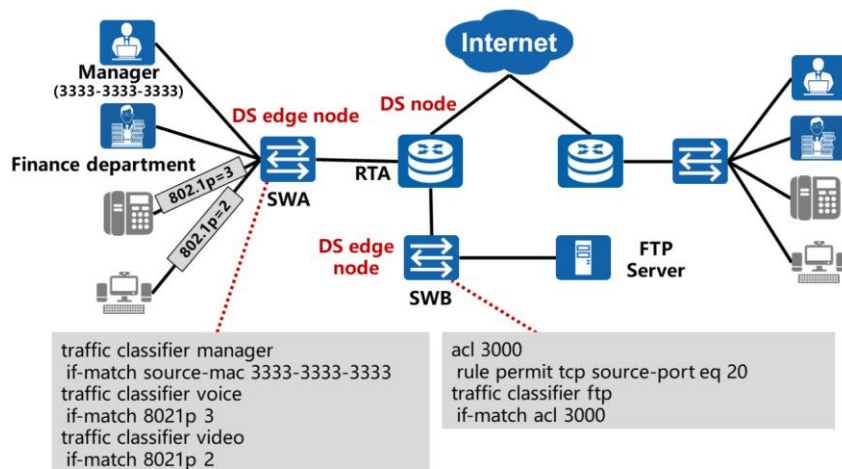 Internet
Manager
(3333-3333-3333)
DS edge node
DS node
Finance department
802.1p=3
802.1p=2
SWA
RTA
DS edge
node
SWB
FTP
Server
traffic classifier manager
if-match source-mac 3333-3333-3333
traffic classifier voice
if-match 8021p 3
traffic classifier video
if-match 8021p 2
acl 3000
rule permit tcp source-port eq 20
traffic classifier ftp
if-match acl 3000